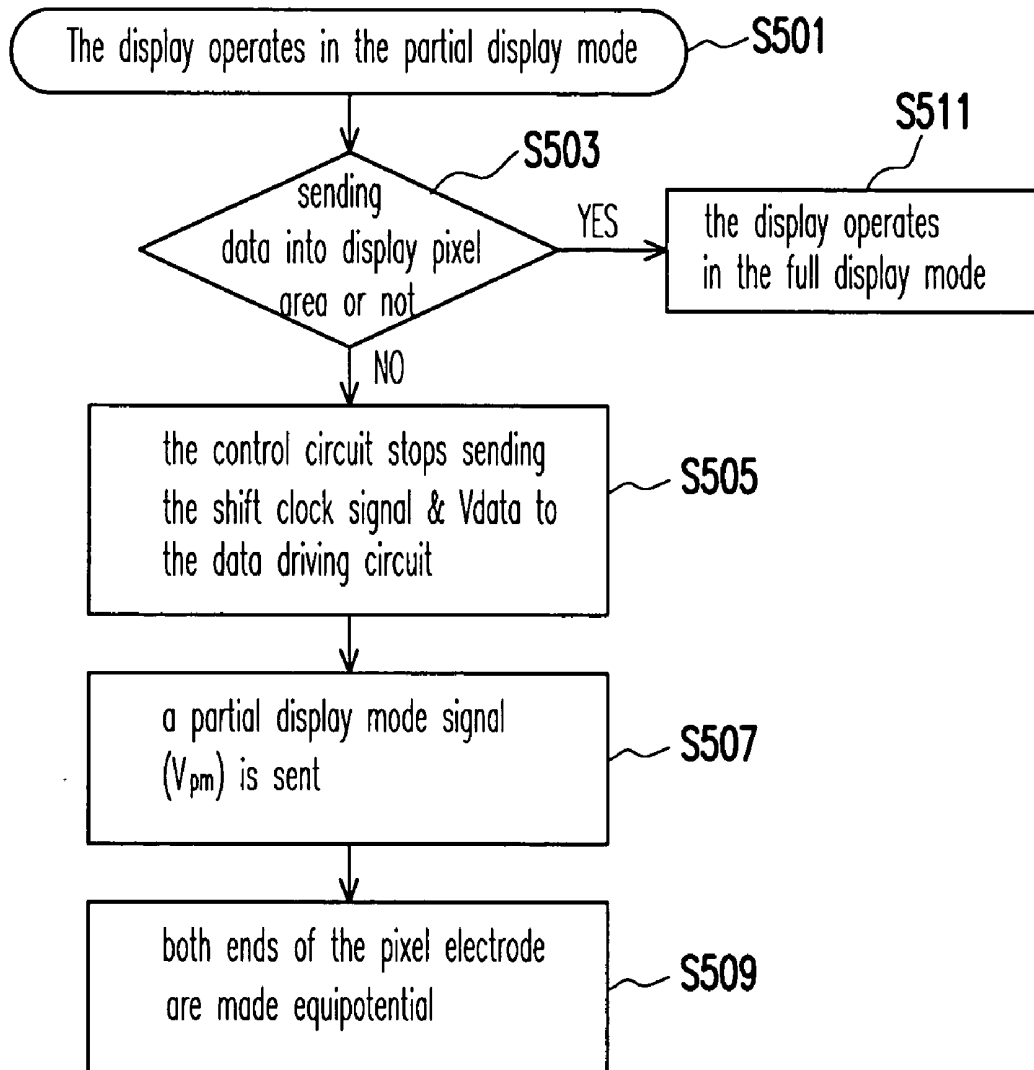 The display operates in the partial display mode
S501
S511
S503
sending
data into display pixel
area or not
YES
the display operates
in the full display mode
NO
the control circuit stops sending
the shift clock signal & Vdata to
the data driving circuit
S505
a partial display mode signal
(Vpm) is sent
S507
both ends of the pixel electrode
are made equipotential
S509